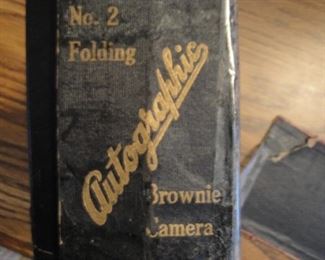 No. 2
Folding
Autographic
Brownie
Camera